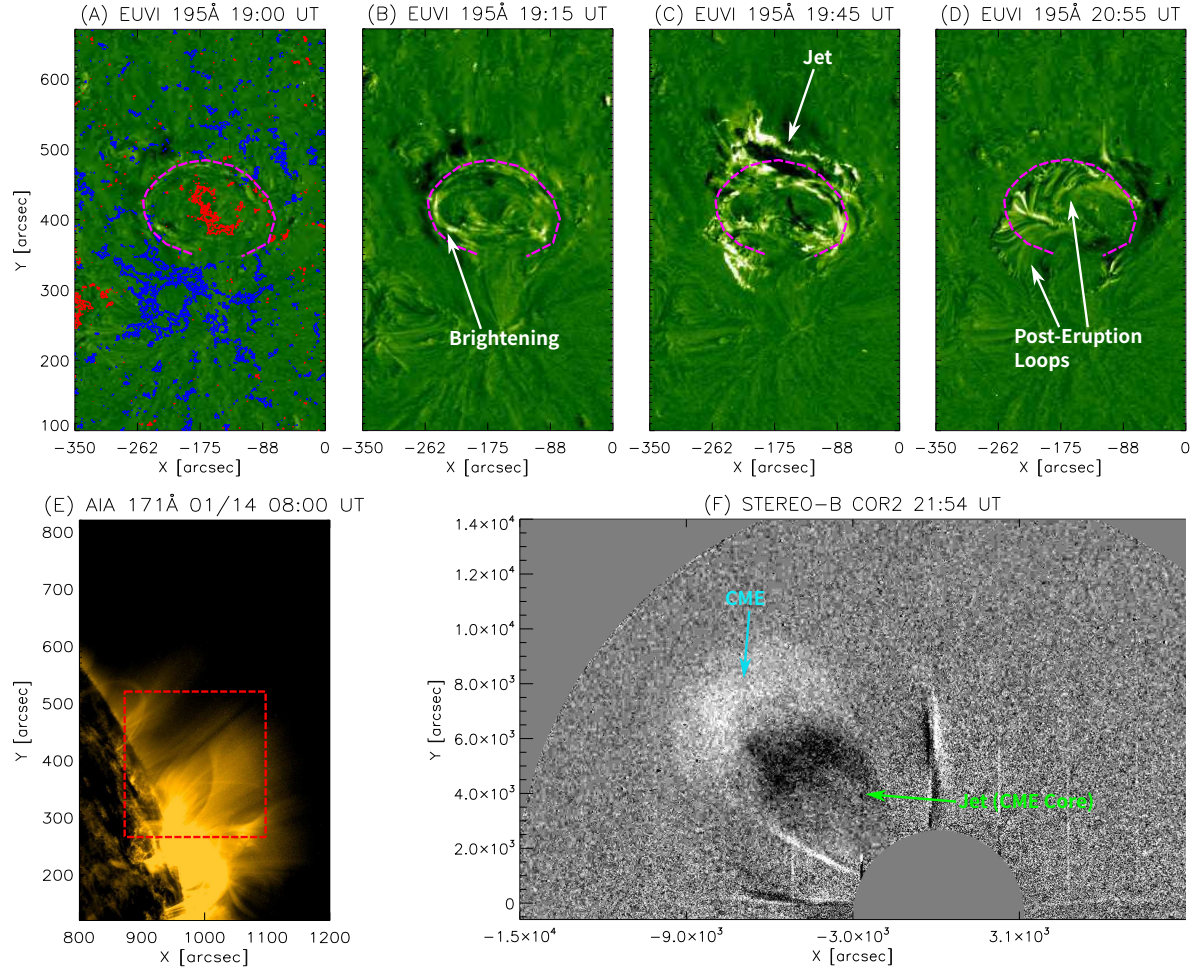 (A) EUVI 195Å 19:00 UT
(B) EUVI 195Å 19:15 UT
(C) EUVI 195Å 19:45 UT
(D) EUVI 195Å 20:55 UT
600
500
400
300
200
100
Y [arcsec]
Brightening
Jet
Post-Eruption
Loops
−350 −262 −175 −88 0
−350 −262 −175 −88 0
−350 −262 −175 −88 0
−350 −262 −175 −88 0
X [arcsec]
X [arcsec]
X [arcsec]
X [arcsec]
(E) AIA 171Å 01/14 08:00 UT
800
700
600
500
400
300
200
Y [arcsec]
800 900 1000 1100 1200
X [arcsec]
(F) STEREO−B COR2 21:54 UT
1.4×10⁴
1.2×10⁴
1.0×10⁴
8.0×10³
6.0×10³
4.0×10³
2.0×10³
0
Y [arcsec]
CME
Jet (CME Core)
−1.5×10⁴ −9.0×10³ −3.0×10³ 3.1×10³
X [arcsec]